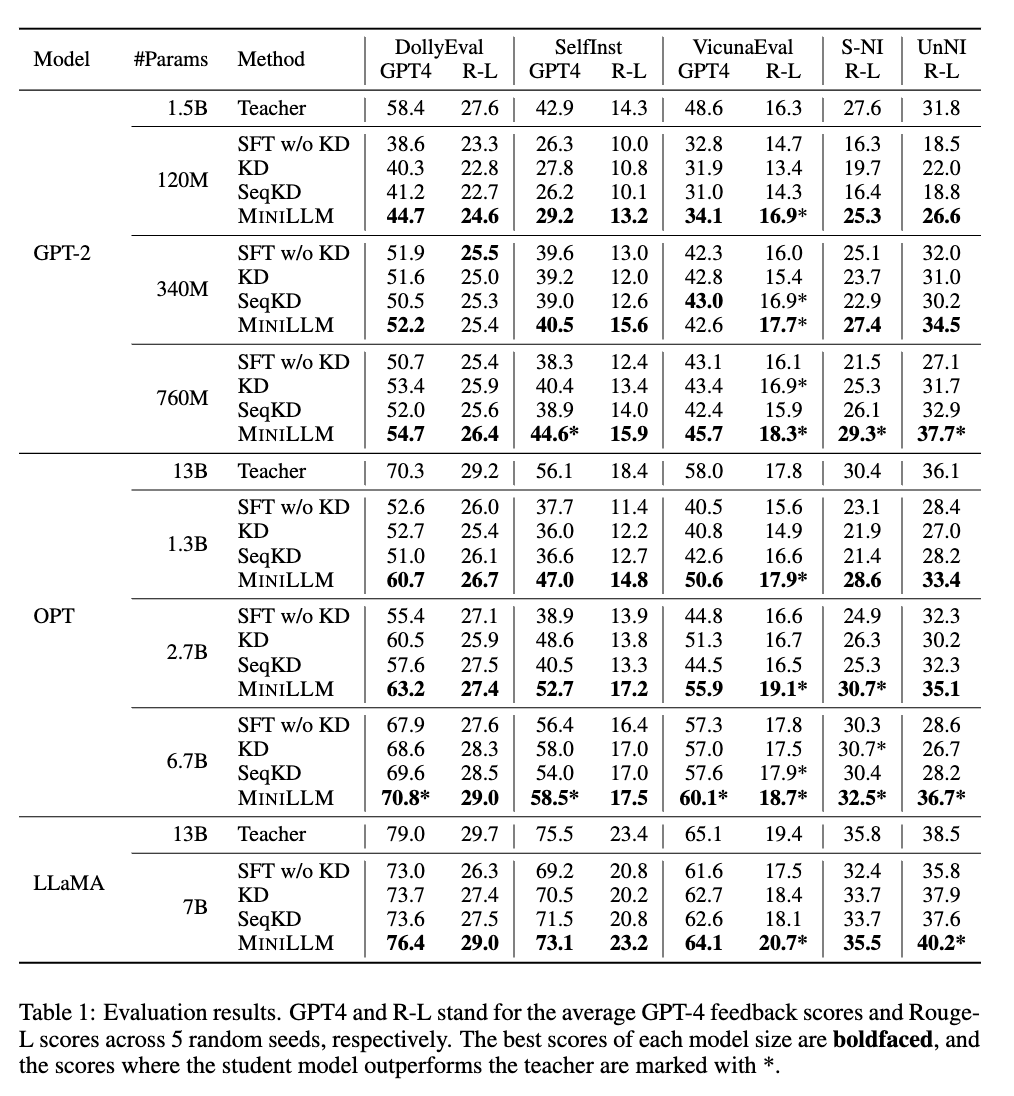 Model #Params Method DollyEval SelfInst VicunaEval S-NI UnNI
GPT4 R-L GPT4 R-L GPT4 R-L R-L R-L
1.5B Teacher 58.4 27.6 42.9 14.3 48.6 16.3 27.6 31.8
GPT-2
120M
SFT w/o KD 38.6 23.3 26.3 10.0 32.8 14.7 16.3 18.5
KD 40.3 22.8 27.8 10.8 31.9 13.4 19.7 22.0
SeqKD 41.2 22.7 26.2 10.1 31.0 14.3 16.4 18.8
MINILLM 44.7 24.6 29.2 13.2 34.1 16.9* 25.3 26.6
340M
SFT w/o KD 51.9 25.5 39.6 13.0 42.3 16.0 25.1 32.0
KD 51.6 25.0 39.2 12.0 42.8 15.4 23.7 31.0
SeqKD 50.5 25.3 39.0 12.6 43.0 16.9* 22.9 30.2
MINILLM 52.2 25.4 40.5 15.6 42.6 17.7* 27.4 34.5
760M
SFT w/o KD 50.7 25.4 38.3 12.4 43.1 16.1 21.5 27.1
KD 53.4 25.9 40.4 13.4 43.4 16.9* 25.3 31.7
SeqKD 52.0 25.6 38.9 14.0 42.4 15.9 26.1 32.9
MINILLM 54.7 26.4 44.6* 15.9 45.7 18.3* 29.3* 37.7*
13B Teacher 70.3 29.2 56.1 18.4 58.0 17.8 30.4 36.1
OPT
1.3B
SFT w/o KD 52.6 26.0 37.7 11.4 40.5 15.6 23.1 28.4
KD 52.7 25.4 36.0 12.2 40.8 14.9 21.9 27.0
SeqKD 51.0 26.1 36.6 12.7 42.6 16.6 21.4 28.2
MINILLM 60.7 26.7 47.0 14.8 50.6 17.9* 28.6 33.4
2.7B
SFT w/o KD 55.4 27.1 38.9 13.9 44.8 16.6 24.9 32.3
KD 60.5 25.9 48.6 13.8 51.3 16.7 26.3 30.2
SeqKD 57.6 27.5 40.5 13.3 44.5 16.5 25.3 32.3
MINILLM 63.2 27.4 52.7 17.2 55.9 19.1* 30.7* 35.1
6.7B
SFT w/o KD 67.9 27.6 56.4 16.4 57.3 17.8 30.3 28.6
KD 68.6 28.3 58.0 17.0 57.0 17.5 30.7* 26.7
SeqKD 69.6 28.5 54.0 17.0 57.6 17.9* 30.4 28.2
MINILLM 70.8* 29.0 58.5* 17.5 60.1* 18.7* 32.5* 36.7*
13B Teacher 79.0 29.7 75.5 23.4 65.1 19.4 35.8 38.5
LLaMA
7B
SFT w/o KD 73.0 26.3 69.2 20.8 61.6 17.5 32.4 35.8
KD 73.7 27.4 70.5 20.2 62.7 18.4 33.7 37.9
SeqKD 73.6 27.5 71.5 20.8 62.6 18.1 33.7 37.6
MINILLM 76.4 29.0 73.1 23.2 64.1 20.7* 35.5 40.2*
Table 1: Evaluation results. GPT4 and R-L stand for the average GPT-4 feedback scores and Rouge-
L scores across 5 random seeds, respectively. The best scores of each model size are boldfaced, and
the scores where the student model outperforms the teacher are marked with *.